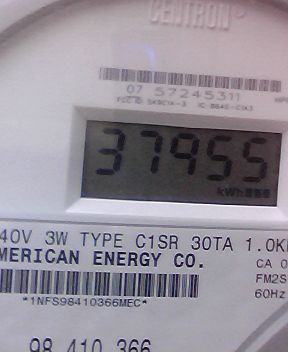 CENTRON®
07 57245311
37955
kWh
40V 3W TYPE C1SR 30TA 1.0K
MERICAN ENERGY CO.
CA 0
FM2S
60Hz
*1NFS98410366MEC*
98 410 366